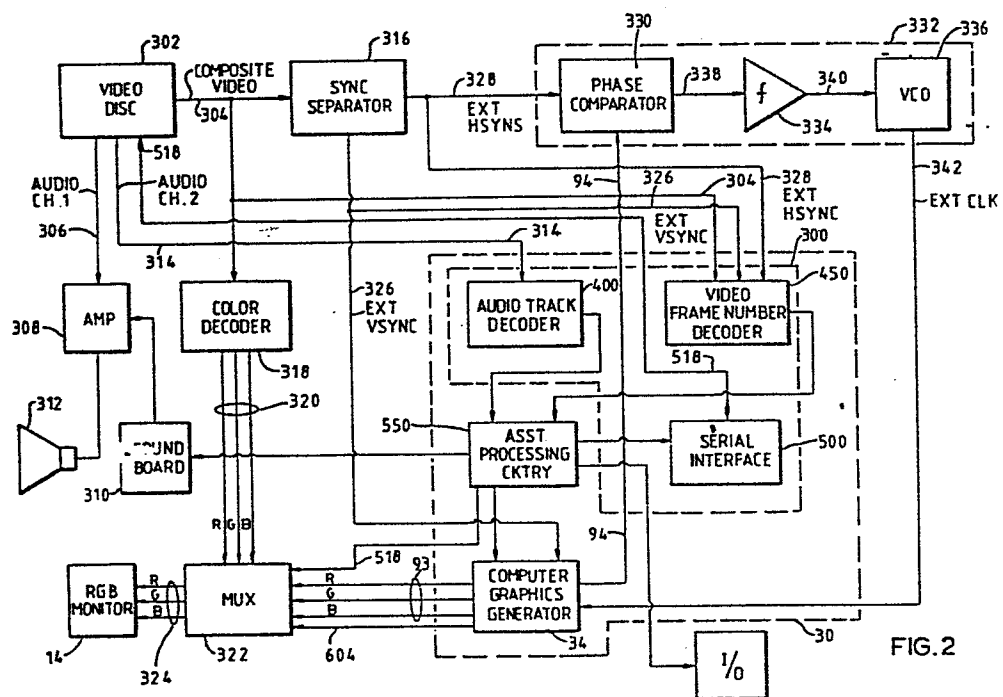 302
VIDEO
DISC
COMPOSITE
VIDEO
304
316
SYNC
SEPARATOR
328
EXT
HSYNS
330
PHASE
COMPARATOR
338
f
334
340
332
336
VCO
342
EXT CLK
518
AUDIO
CH.1
AUDIO
CH.2
306
314
314
94
326
304
EXT
VSYNC
328
EXT
HSYNC
300
308
AMP
COLOR
DECODER
318
326
EXT
VSYNC
AUDIO TRACK
DECODER
400
VIDEO
FRAME NUMBER
DECODER
450
312
320
518
310
BOARD
550
ASST
PROCESSING
CKTRY
SERIAL
INTERFACE
500
R G B
94
518
RGB
MONITOR
14
R
G
B
324
MUX
322
R
G
B
93
604
COMPUTER
GRAPHICS
GENERATOR
34
30
I/O
FIG.2